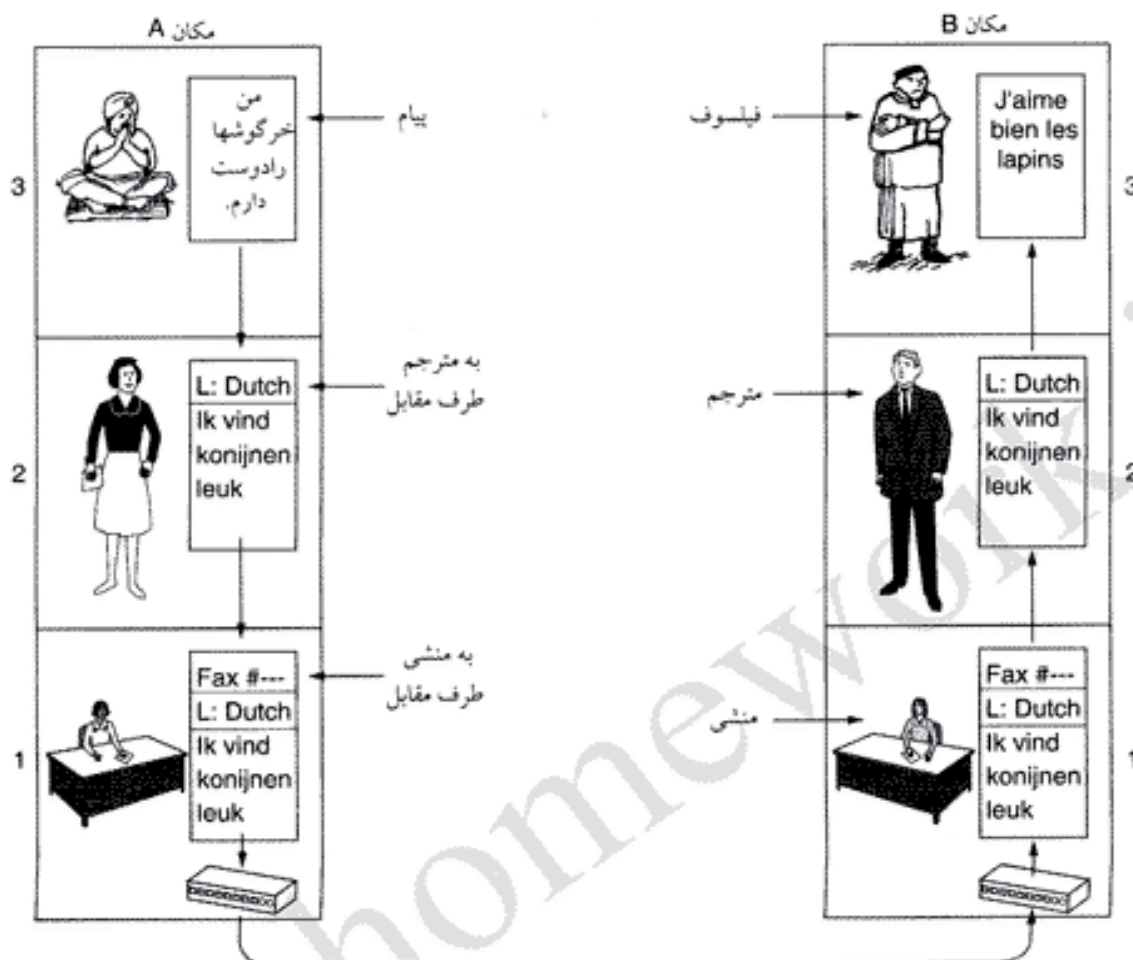 مکان A
3
من
خرگوشها
رادوست
دارم.
پیام
2
L: Dutch
Ik vind
konijnen
leuk
به مترجم
طرف مقابل
1
Fax #---
L: Dutch
Ik vind
konijnen
leuk
به منشی
طرف مقابل
مکان B
فیلسوف
J'aime
bien les
lapins
3
مترجم
L: Dutch
Ik vind
konijnen
leuk
2
منشی
Fax #---
L: Dutch
Ik vind
konijnen
leuk
1
homework.